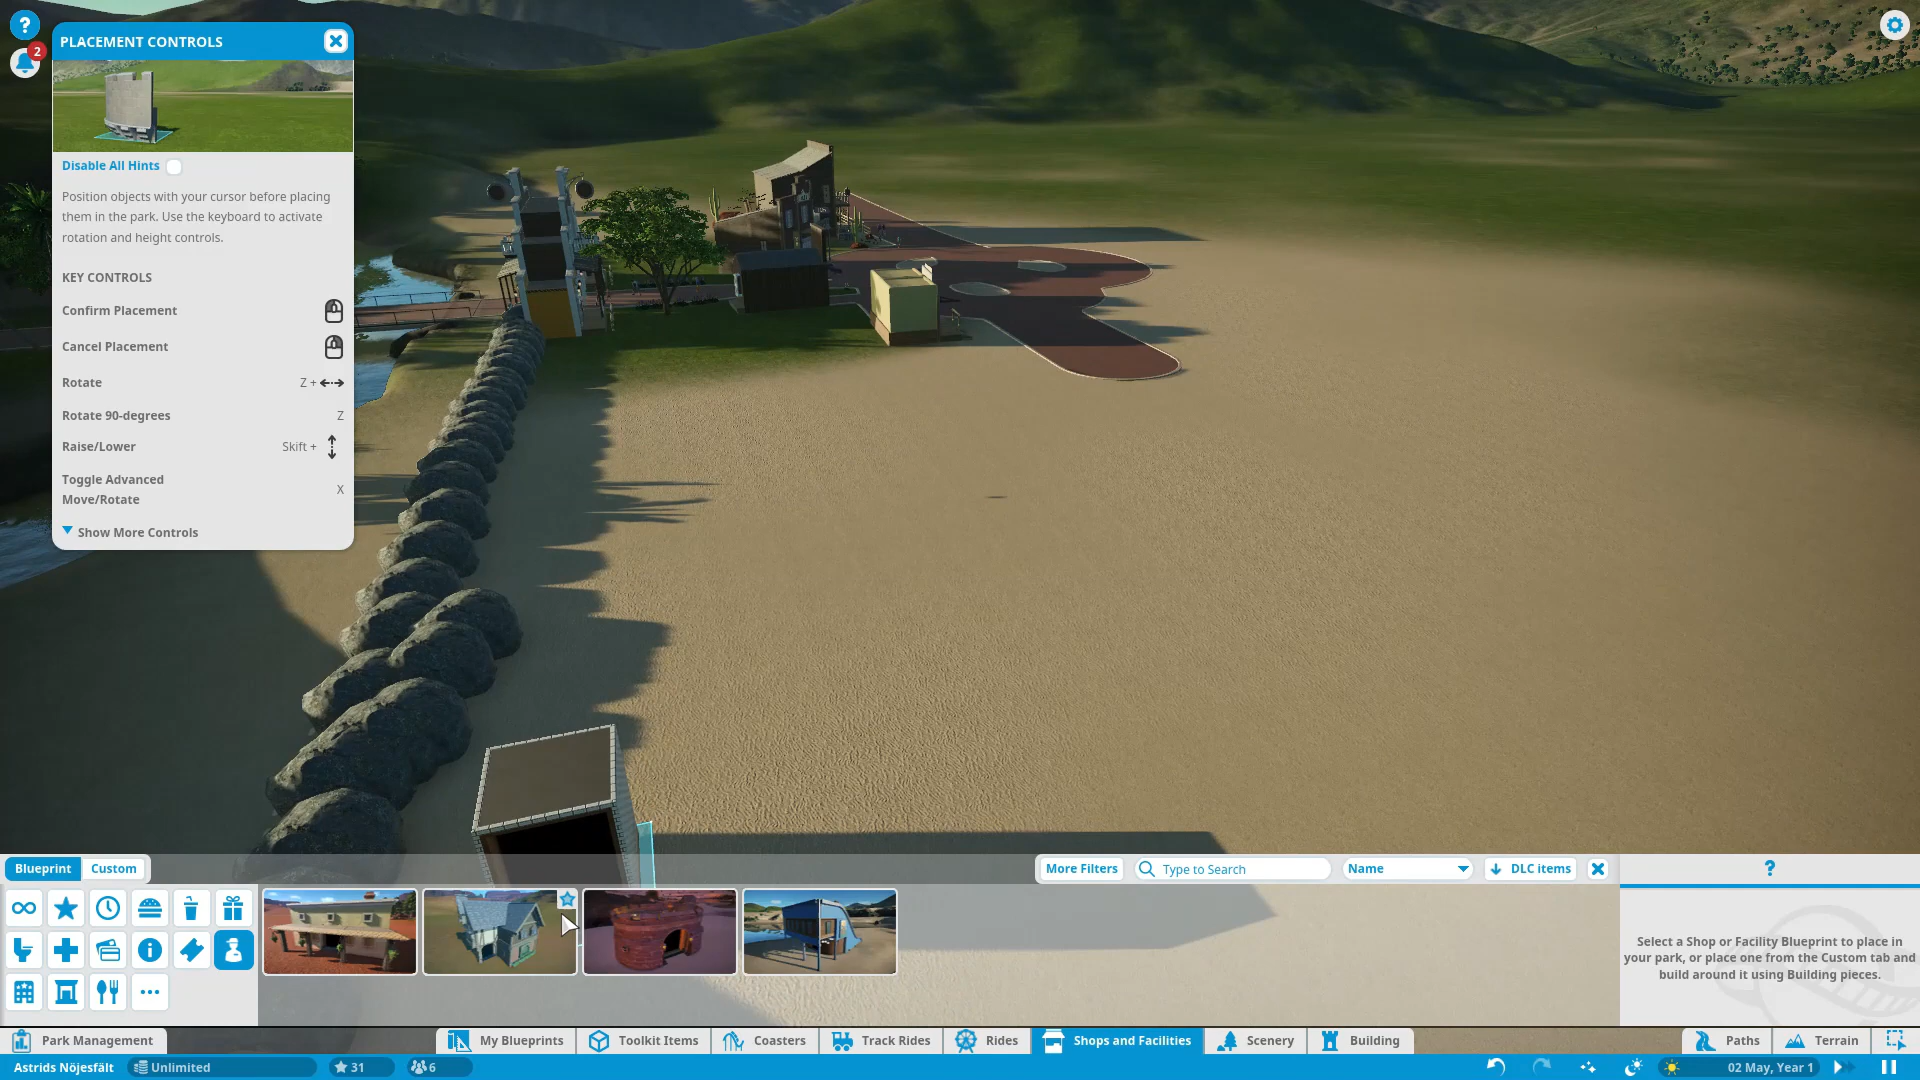 ?
2
PLACEMENT CONTROLS
Disable All Hints
Position objects with your cursor before placing
them in the park. Use the keyboard to activate
rotation and height controls.
KEY CONTROLS
Confirm Placement
Cancel Placement
Rotate Z +
Rotate 90-degrees Z
Raise/Lower Skift +
Toggle Advanced
Move/Rotate X
Show More Controls
Blueprint Custom More Filters Type to Search Name DLC items ?
Select a Shop or Facility Blueprint to place in
your park, or place one from the Custom tab and
build around it using Building pieces.
Park Management My Blueprints Toolkit Items Coasters Track Rides Rides Shops and Facilities Scenery Building Paths Terrain
Astrids Nöjesfält Unlimited 31 6 02 May, Year 1